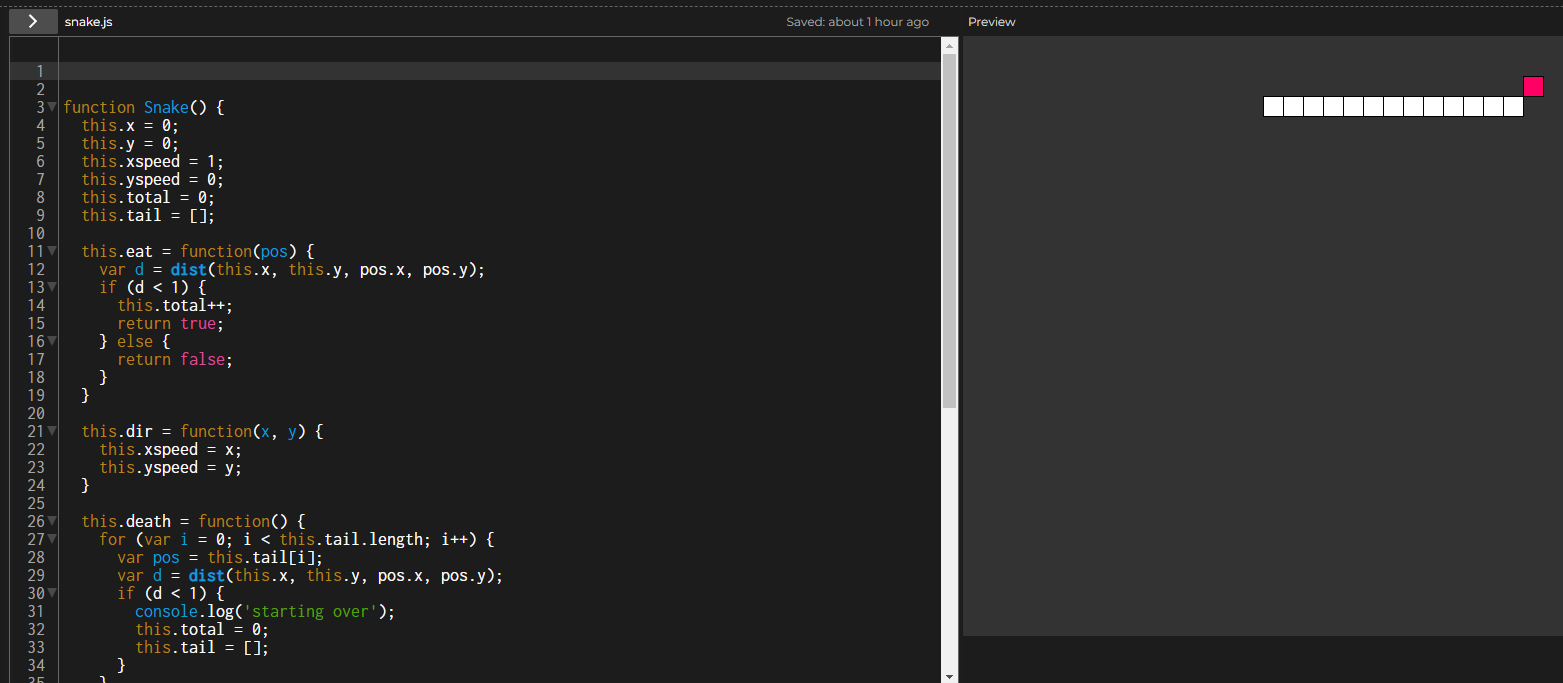 snake.js Saved: about 1 hour ago Preview
1
2
3 function Snake() {
4 this.x = 0;
5 this.y = 0;
6 this.xspeed = 1;
7 this.yspeed = 0;
8 this.total = 0;
9 this.tail = [];
10
11 this.eat = function(pos) {
12 var d = dist(this.x, this.y, pos.x, pos.y);
13 if (d < 1) {
14 this.total++;
15 return true;
16 } else {
17 return false;
18 }
19 }
20
21 this.dir = function(x, y) {
22 this.xspeed = x;
23 this.yspeed = y;
24 }
25
26 this.death = function() {
27 for (var i = 0; i < this.tail.length; i++) {
28 var pos = this.tail[i];
29 var d = dist(this.x, this.y, pos.x, pos.y);
30 if (d < 1) {
31 console.log('starting over');
32 this.total = 0;
33 this.tail = [];
34 }
35 }